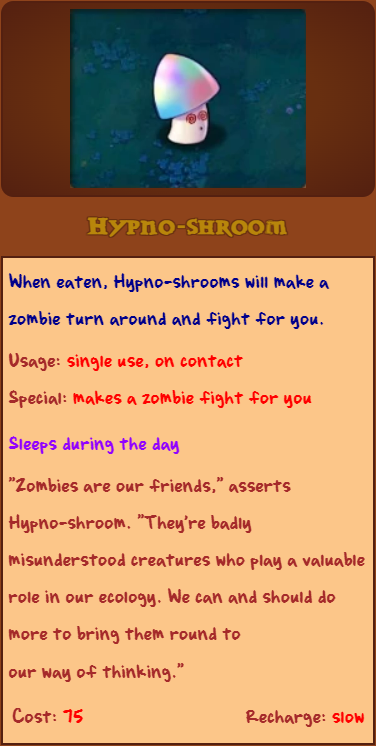 Hypno-shroom
When eaten, Hypno-shrooms will make a
zombie turn around and fight for you.
Usage: single use, on contact
Special: makes a zombie fight for you
Sleeps during the day
"Zombies are our friends," asserts
Hypno-shroom. "They're badly
misunderstood creatures who play a valuable
role in our ecology. We can and should do
more to bring them round to
our way of thinking."
Cost: 75 Recharge: slow